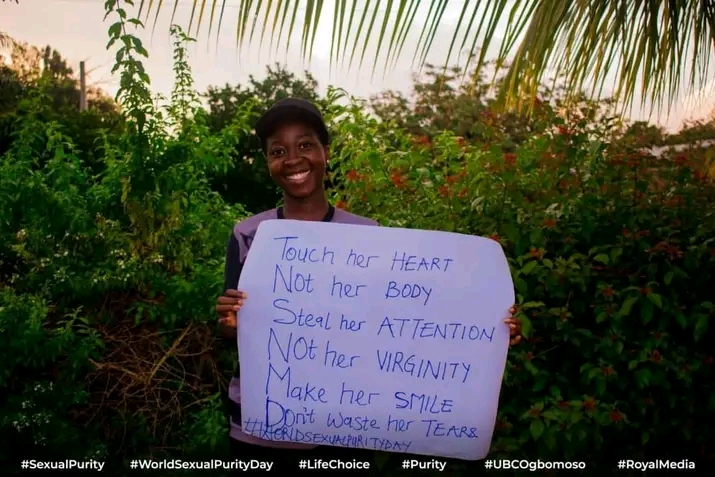 Touch her HEART
Not her BODY
Steal her ATTENTION
NOt her VIRGINITY
Make her SMILE
Don't waste her TEARS
#WORLDSEXUALPURITYDAY
#SexualPurity #WorldSexualPurityDay #LifeChoice #Purity #UBCOgbomoso #RoyalMedia